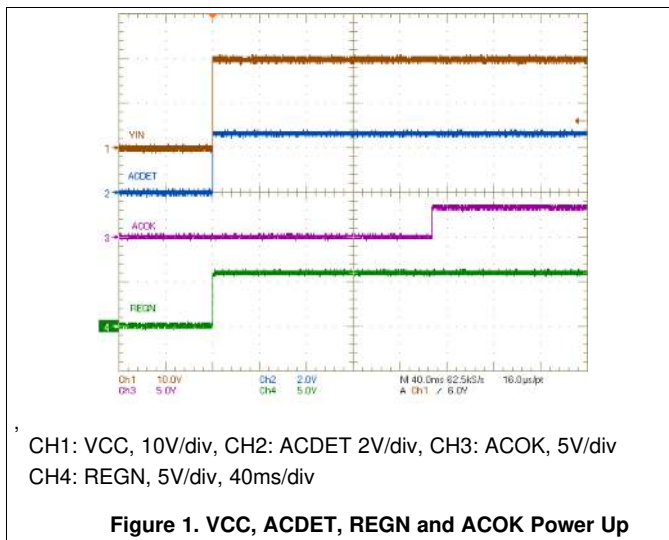 VIN
1
ACDET
2
ACOK
3
REGN
4
Ch1 10.0V Ch2 2.0V M 40.0ms 62.5kS/s 16.0µs/pt
Ch3 5.0V Ch4 5.0V A Ch1 / 6.0V
,
CH1: VCC, 10V/div, CH2: ACDET 2V/div, CH3: ACOK, 5V/div
CH4: REGN, 5V/div, 40ms/div
Figure 1. VCC, ACDET, REGN and ACOK Power Up